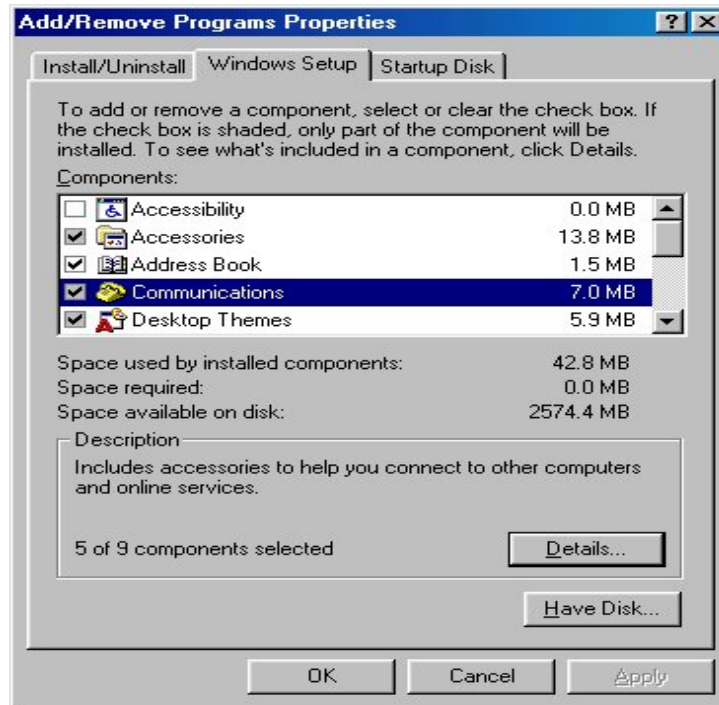 Add/Remove Programs Properties
Install/Uninstall Windows Setup Startup Disk
To add or remove a component, select or clear the check box. If
the check box is shaded, only part of the component will be
installed. To see what's included in a component, click Details.
Components:
Accessibility 0.0 MB
Accessories 13.8 MB
Address Book 1.5 MB
Communications 7.0 MB
Desktop Themes 5.9 MB
Space used by installed components: 42.8 MB
Space required: 0.0 MB
Space available on disk: 2574.4 MB
Description
Includes accessories to help you connect to other computers
and online services.
5 of 9 components selected Details...
Have Disk...
OK Cancel Apply